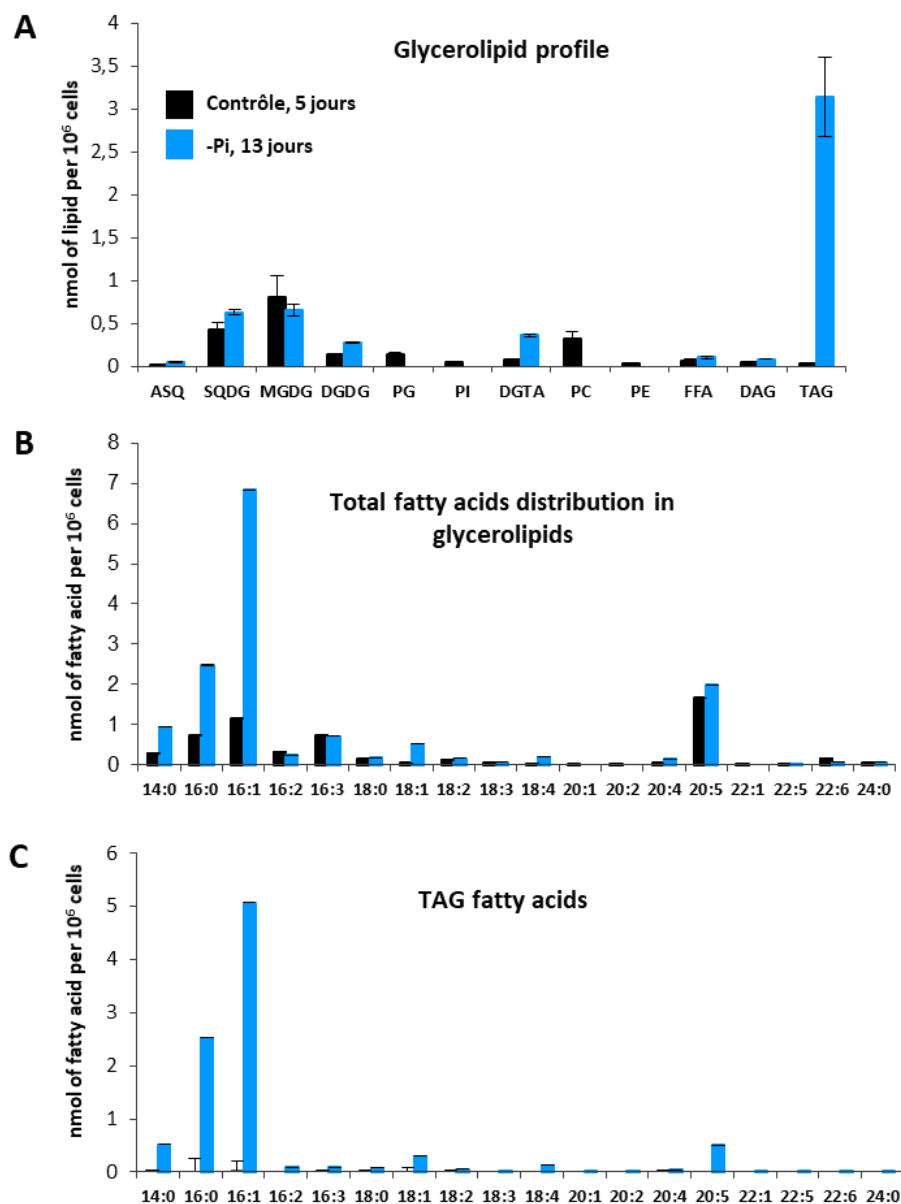 A
Glycerolipid profile
nmol of lipid per 10⁶ cells
4
3,5
3
2,5
2
1,5
1
0,5
0
Contrôle, 5 jours
-Pi, 13 jours
ASQ SQDG MGDG DGDG PG PI DGTA PC PE FFA DAG TAG
B
Total fatty acids distribution in
glycerolipids
nmol of fatty acid per 10⁶ cells
8
7
6
5
4
3
2
1
0
14:0 16:0 16:1 16:2 16:3 18:0 18:1 18:2 18:3 18:4 20:1 20:2 20:4 20:5 22:1 22:5 22:6 24:0
C
TAG fatty acids
nmol of fatty acid per 10⁶ cells
6
5
4
3
2
1
0
14:0 16:0 16:1 16:2 16:3 18:0 18:1 18:2 18:3 18:4 20:1 20:2 20:4 20:5 22:1 22:5 22:6 24:0